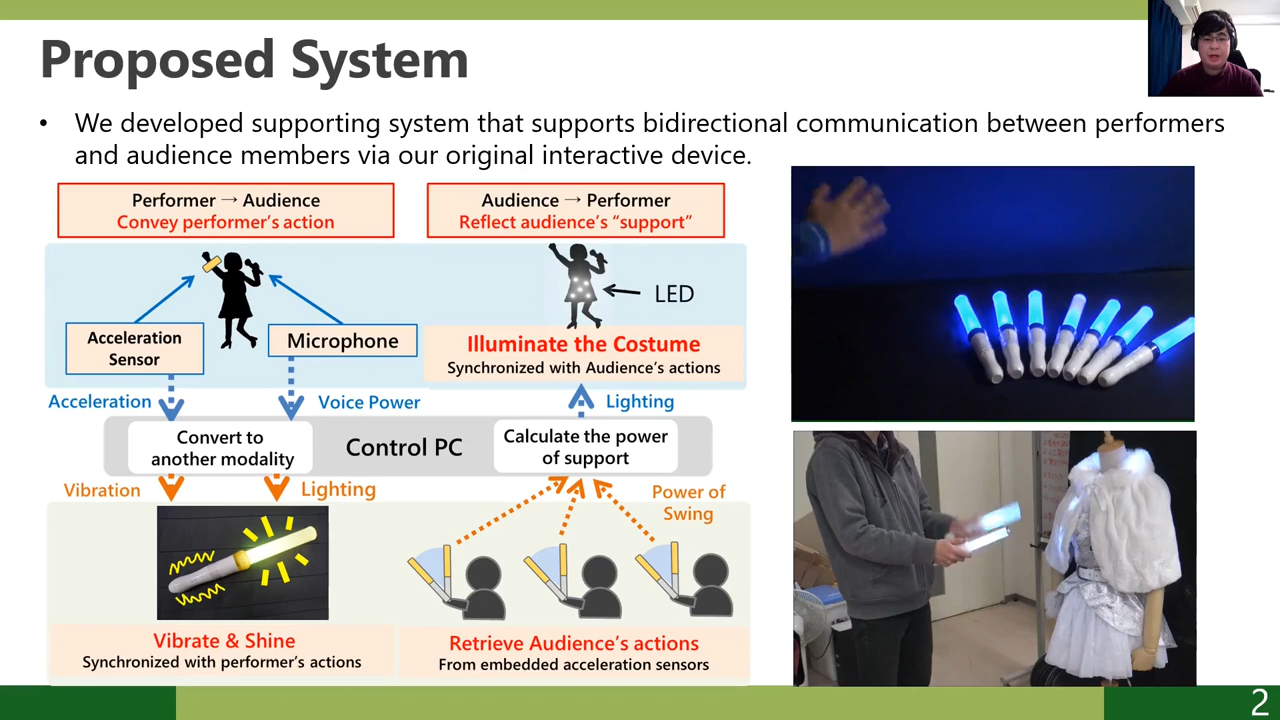 Proposed System
• We developed supporting system that supports bidirectional communication between performers
and audience members via our original interactive device.
Performer → Audience
Convey performer's action
Audience → Performer
Reflect audience's "support"
LED
Acceleration
Sensor
Microphone
Illuminate the Costume
Synchronized with Audience's actions
Acceleration
Voice Power
Lighting
Convert to
another modality
Control PC
Calculate the power
of support
Vibration
Lighting
Power of
Swing
Vibrate & Shine
Synchronized with performer's actions
Retrieve Audience's actions
From embedded acceleration sensors
2